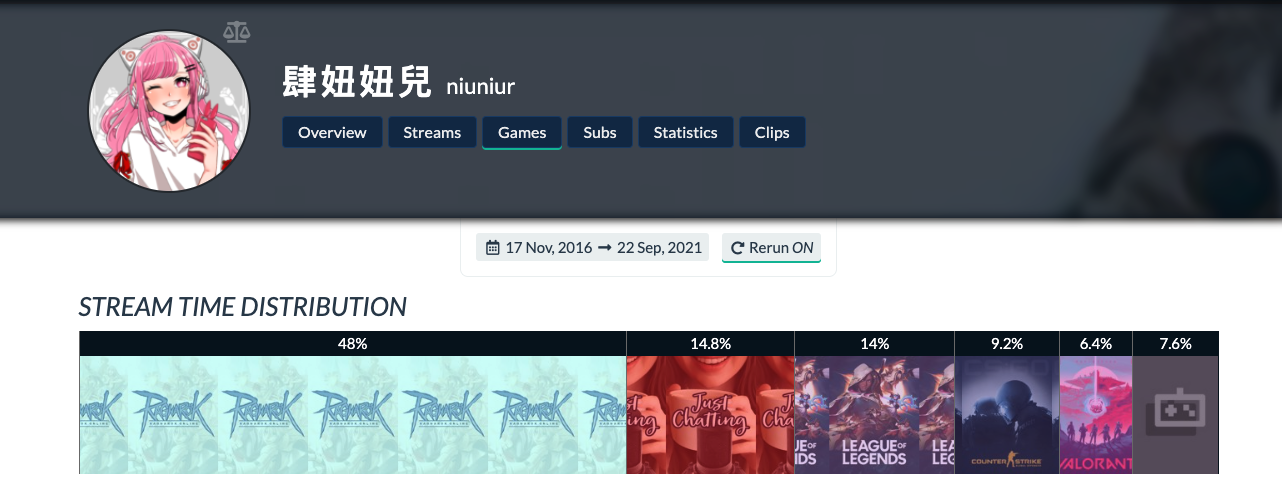 肆妞妞兒 niuniur
Overview Streams Games Subs Statistics Clips
17 Nov, 2016 → 22 Sep, 2021 Rerun ON
STREAM TIME DISTRIBUTION
48% 14.8% 14% 9.2% 6.4% 7.6%
Just Chatting
LEAGUE OF LEGENDS
COUNTER STRIKE
VALORANT